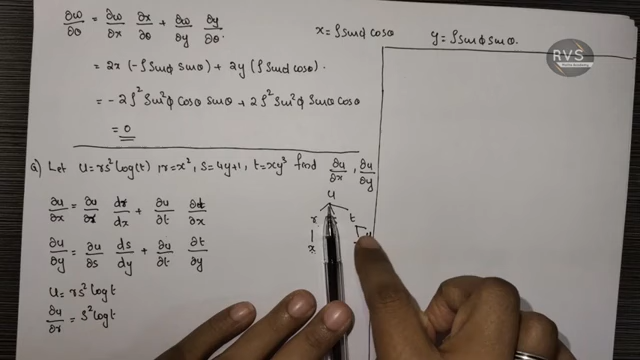 ∂ω/∂θ = ∂ω/∂x ∂x/∂θ + ∂ω/∂y ∂y/∂θ.
x = ρ sinφ cosθ y = ρ sinφ sinθ.
= 2x (-ρ sinφ sinθ) + 2y (ρ sinφ cosθ).
= -2ρ² sin²φ cosθ sinθ + 2ρ² sin²φ sinθ cosθ
= 0
RVS
Q) Let u = rs² log(t), r = x², s = 4y+1, t = xy³ find ∂u/∂x, ∂u/∂y
∂u/∂x = ∂u/∂r dr/dx + ∂u/∂t ∂t/∂x
∂u/∂y = ∂u/∂s ds/dy + ∂u/∂t ∂t/∂y
u = rs² log t
∂u/∂r = s² log t
u
r t
x